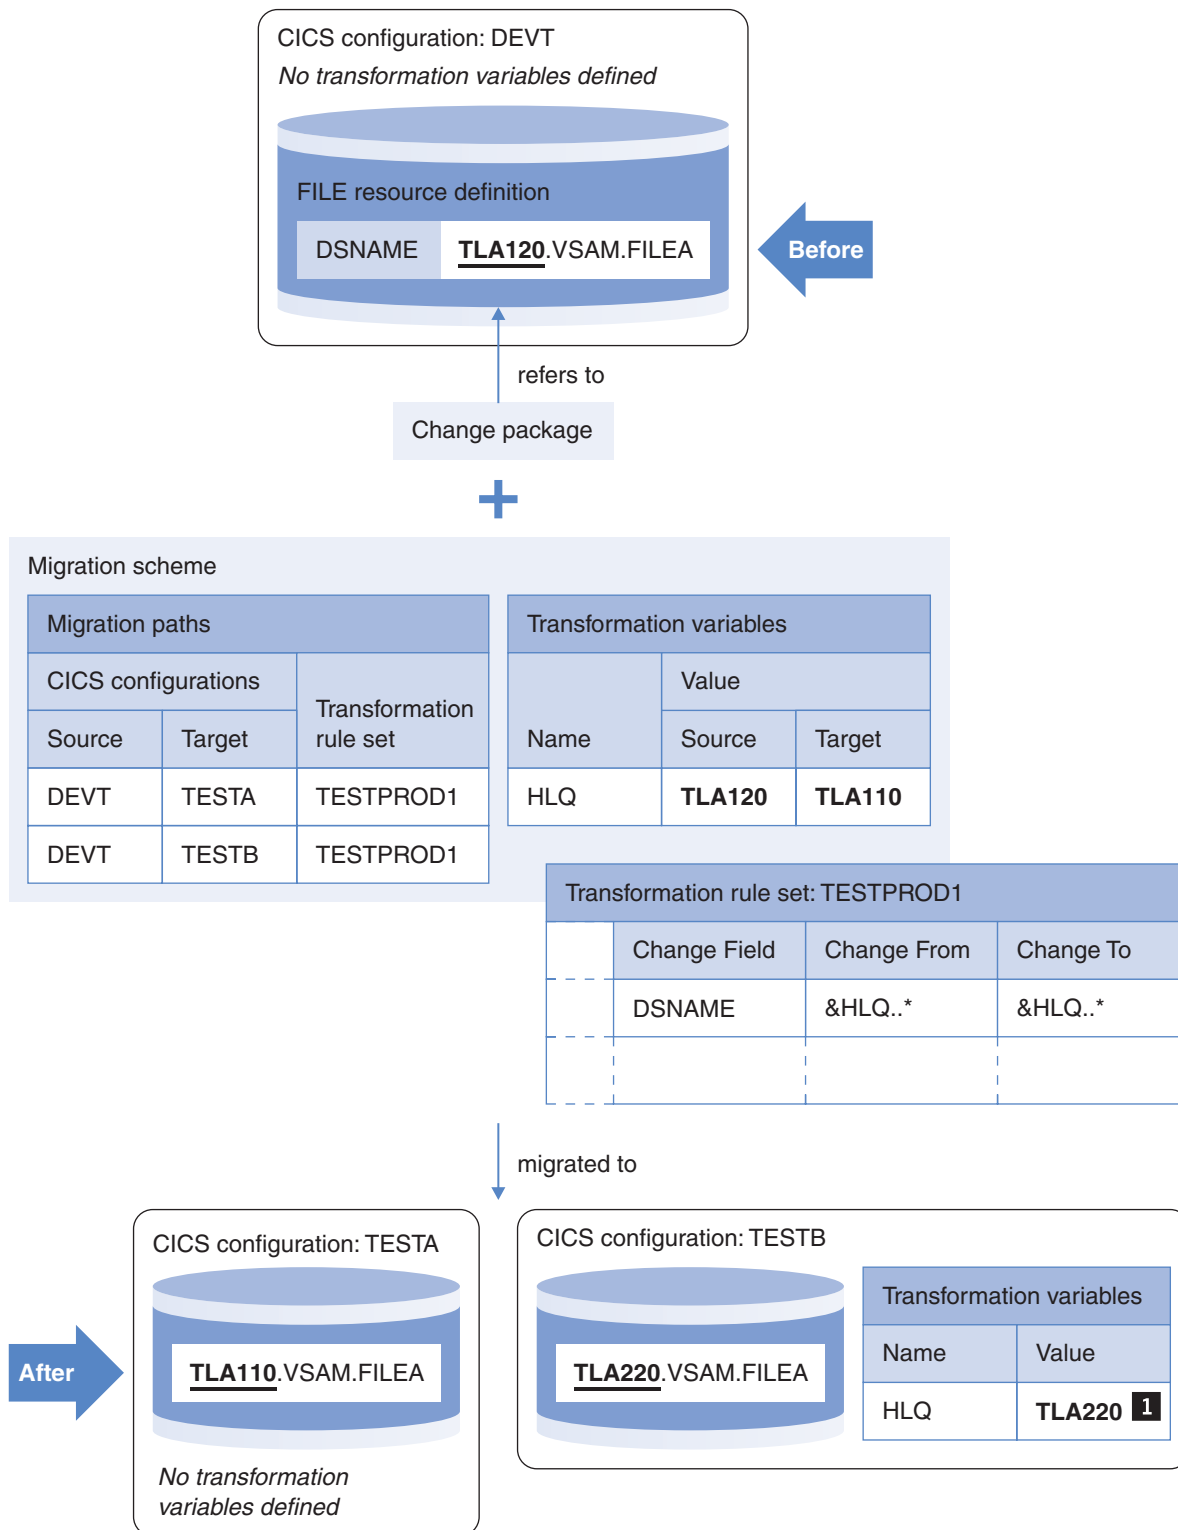 CICS configuration: DEVT
No transformation variables defined
FILE resource definition
DSNAME TLA120.VSAM.FILEA
Before
refers to
Change package
+
Migration scheme
Migration paths
CICS configurations
Transformation
rule set
Source Target
DEVT TESTA TESTPROD1
DEVT TESTB TESTPROD1
Transformation variables
Value
Name Source Target
HLQ TLA120 TLA110
Transformation rule set: TESTPROD1
Change Field Change From Change To
DSNAME &HLQ..* &HLQ..*
migrated to
After
CICS configuration: TESTA
TLA110.VSAM.FILEA
No transformation
variables defined
CICS configuration: TESTB
TLA220.VSAM.FILEA
Transformation variables
Name Value
HLQ TLA220 1